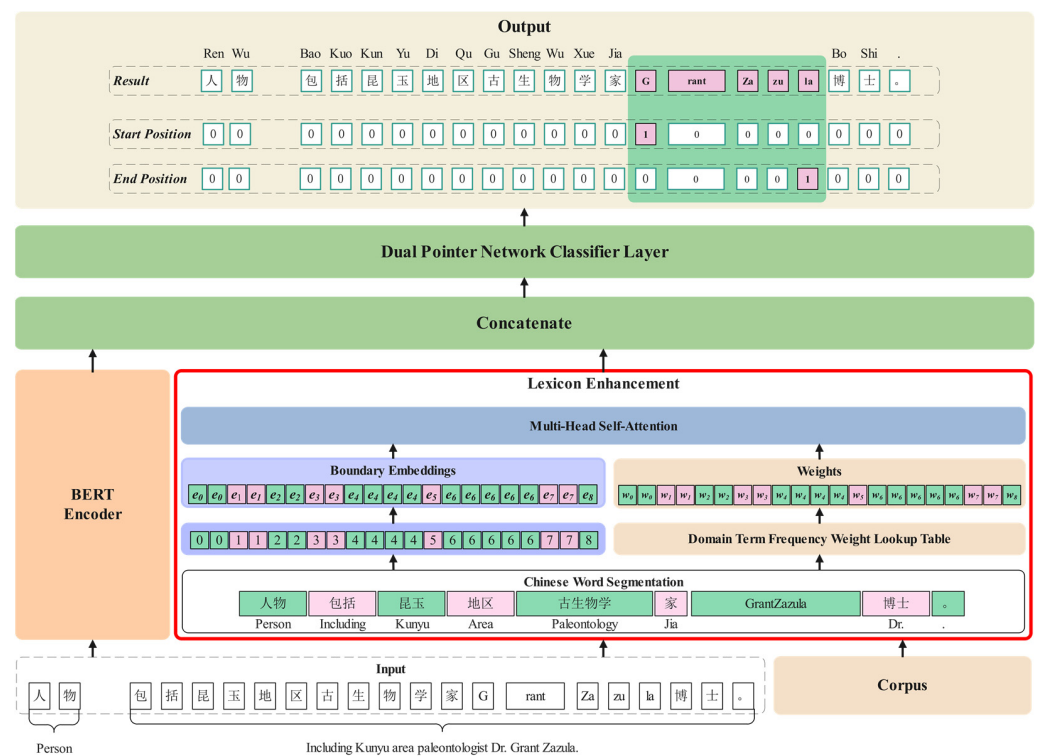 Output
Ren Wu Bao Kuo Kun Yu Di Qu Gu Sheng Wu Xue Jia Bo Shi .
Result 人 物 包 括 昆 玉 地 区 古 生 物 学 家 G rant Za zu la 博 士 。
Start Position 0 0 0 0 0 0 0 0 0 0 0 0 0 1 0 0 0 0 0 0 0
End Position 0 0 0 0 0 0 0 0 0 0 0 0 0 0 0 0 0 1 0 0 0
Dual Pointer Network Classifier Layer
Concatenate
Lexicon Enhancement
Multi-Head Self-Attention
Boundary Embeddings Weights
e0 e0 e1 e1 e2 e2 e3 e3 e4 e4 e4 e4 e5 e6 e6 e6 e6 e6 e7 e7 e8 w0 w0 w1 w1 w2 w2 w3 w3 w4 w4 w4 w4 w5 w6 w6 w6 w6 w6 w7 w7 w8
BERT
Encoder
0 0 1 1 2 2 3 3 4 4 4 4 5 6 6 6 6 6 7 7 8 Domain Term Frequency Weight Lookup Table
Chinese Word Segmentation
人物 包括 昆玉 地区 古生物学 家 GrantZazula 博士 。
Person Including Kunyu Area Paleontology Jia Dr. .
Input
人 物 包 括 昆 玉 地 区 古 生 物 学 家 G rant Za zu la 博 士 。
Corpus
Person Including Kunyu area paleontologist Dr. Grant Zazula.